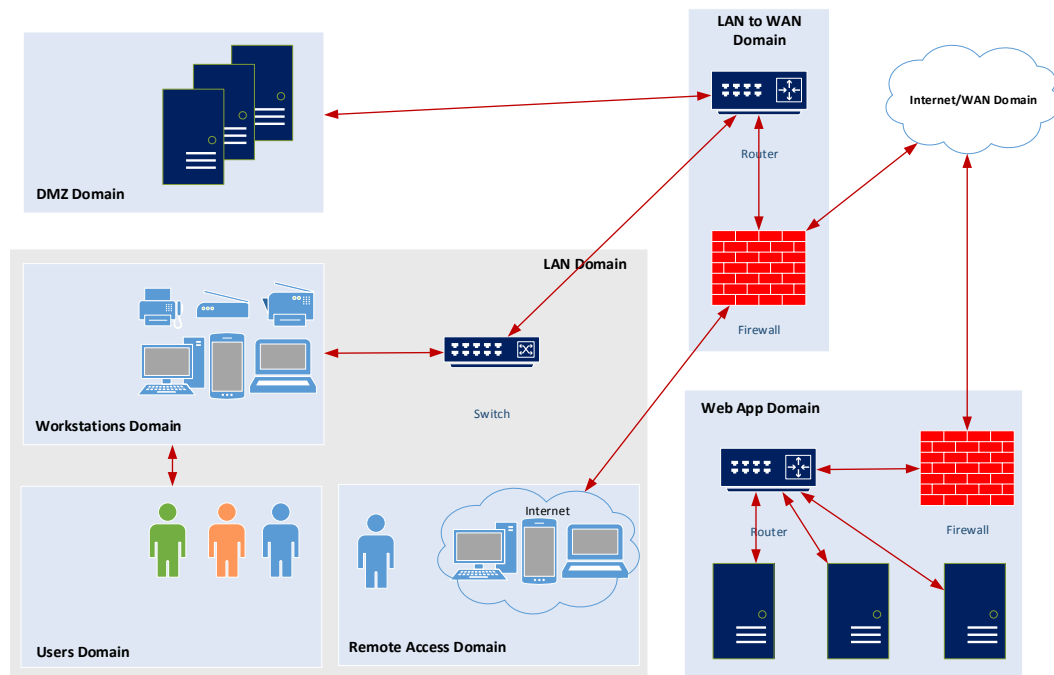 LAN to WAN
Domain
Internet/WAN Domain
Router
DMZ Domain
LAN Domain
Firewall
Switch
Workstations Domain
Web App Domain
Internet
Router
Firewall
Users Domain
Remote Access Domain